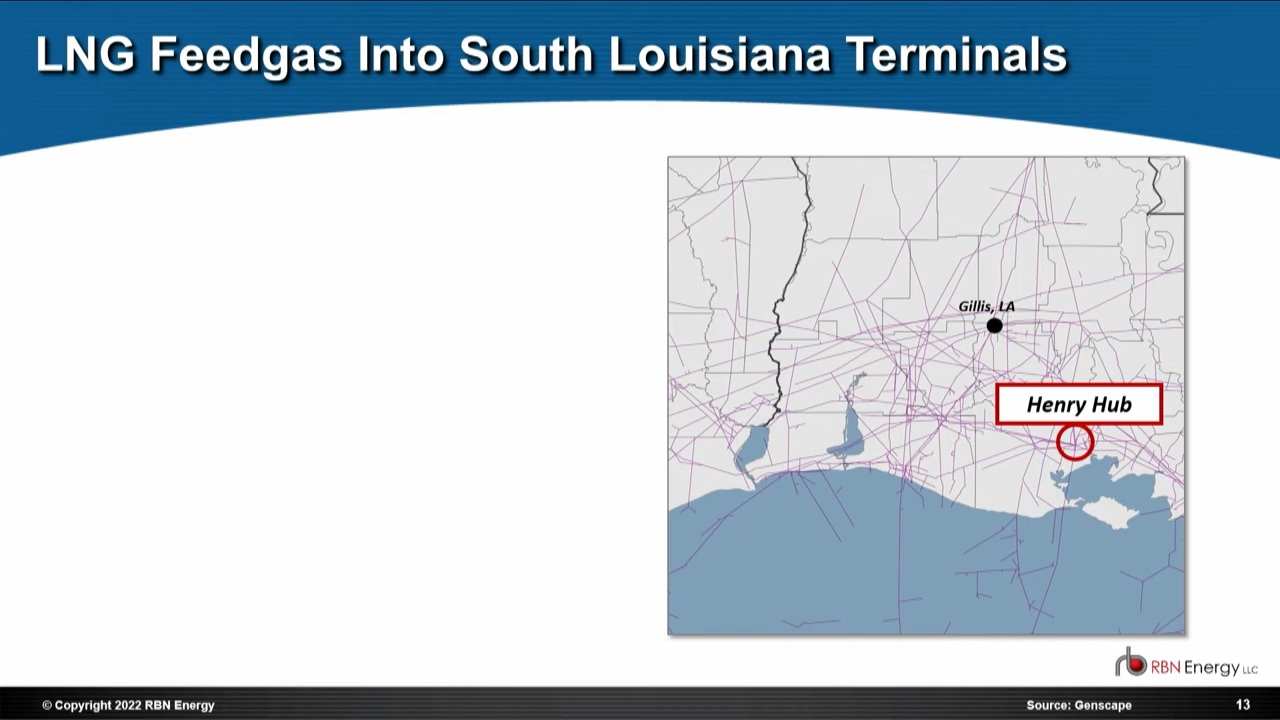 LNG Feedgas Into South Louisiana Terminals
Gillis, LA
Henry Hub
RBN Energy LLC
© Copyright 2022 RBN Energy
Source: Genscape
13